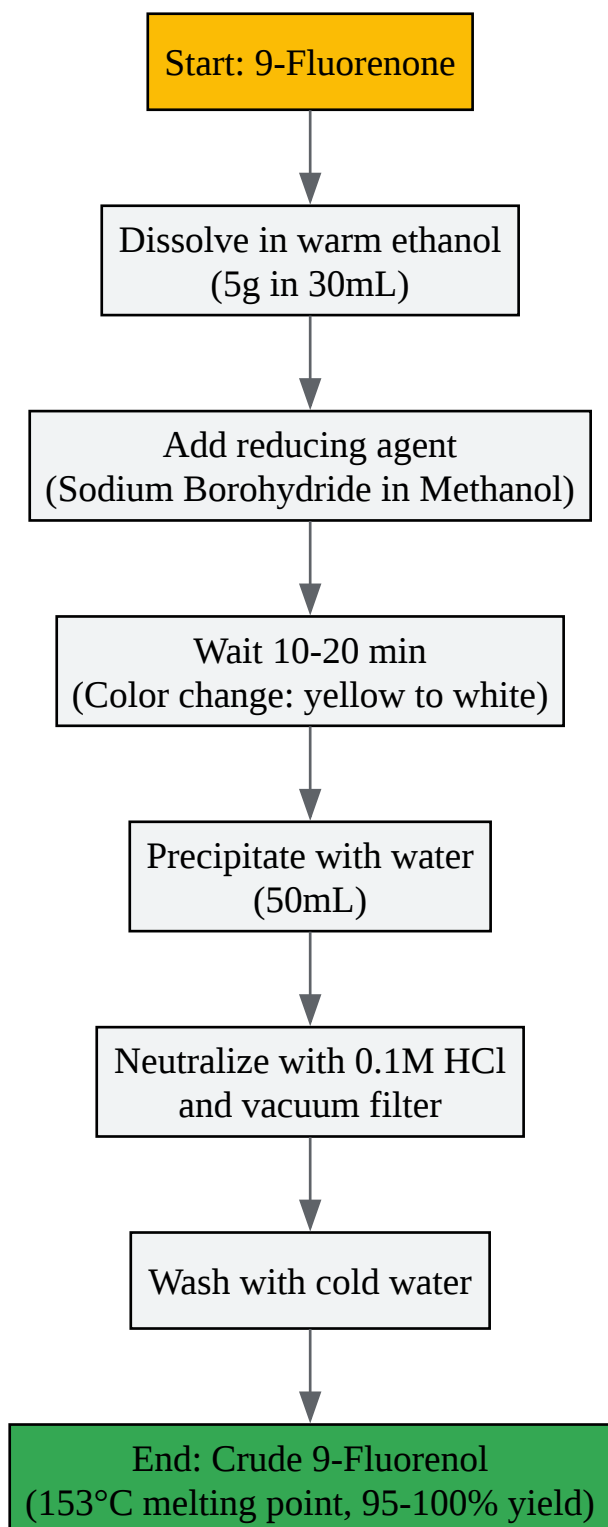 Start: 9-Fluorenone
Dissolve in warm ethanol
(5g in 30mL)
Add reducing agent
(Sodium Borohydride in Methanol)
Wait 10-20 min
(Color change: yellow to white)
Precipitate with water
(50mL)
Neutralize with 0.1M HCl
and vacuum filter
Wash with cold water
End: Crude 9-Fluorenol
(153°C melting point, 95-100% yield)